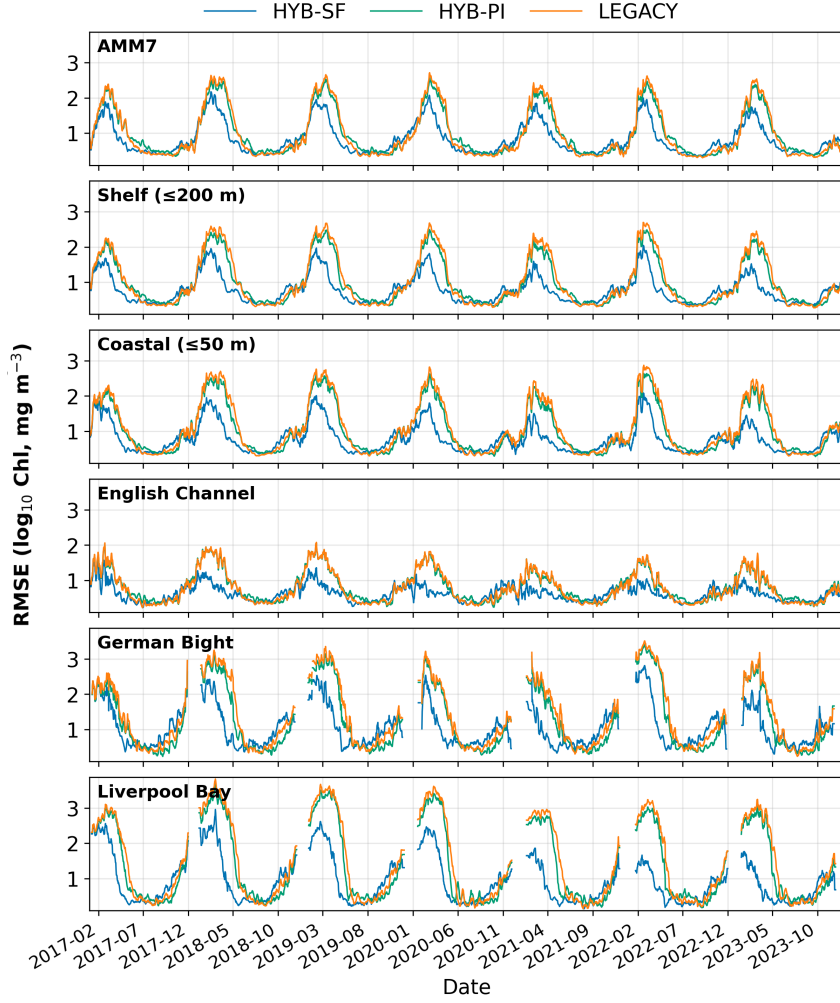 HYB-SF HYB-PI LEGACY
AMM7
3
2
1
Shelf (≤200 m)
3
2
1
Coastal (≤50 m)
3
2
1
English Channel
3
2
1
German Bight
3
2
1
Liverpool Bay
3
2
1
RMSE (log₁₀ Chl, mg m⁻³)
2017-02 2017-07 2017-12 2018-05 2018-10 2019-03 2019-08 2020-01 2020-06 2020-11 2021-04 2021-09 2022-02 2022-07 2022-12 2023-05 2023-10
Date